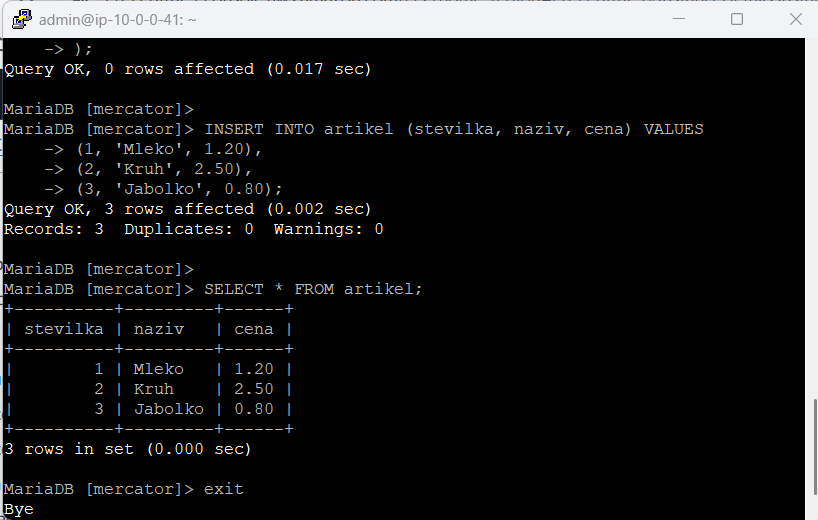 admin@ip-10-0-0-41: ~
    -> );
Query OK, 0 rows affected (0.017 sec)
MariaDB [mercator]>
MariaDB [mercator]> INSERT INTO artikel (stevilka, naziv, cena) VALUES
    -> (1, 'Mleko', 1.20),
    -> (2, 'Kruh', 2.50),
    -> (3, 'Jabolko', 0.80);
Query OK, 3 rows affected (0.002 sec)
Records: 3  Duplicates: 0  Warnings: 0
MariaDB [mercator]>
MariaDB [mercator]> SELECT * FROM artikel;
+----------+---------+------+
| stevilka | naziv   | cena |
+----------+---------+------+
|        1 | Mleko   | 1.20 |
|        2 | Kruh    | 2.50 |
|        3 | Jabolko | 0.80 |
+----------+---------+------+
3 rows in set (0.000 sec)
MariaDB [mercator]> exit
Bye